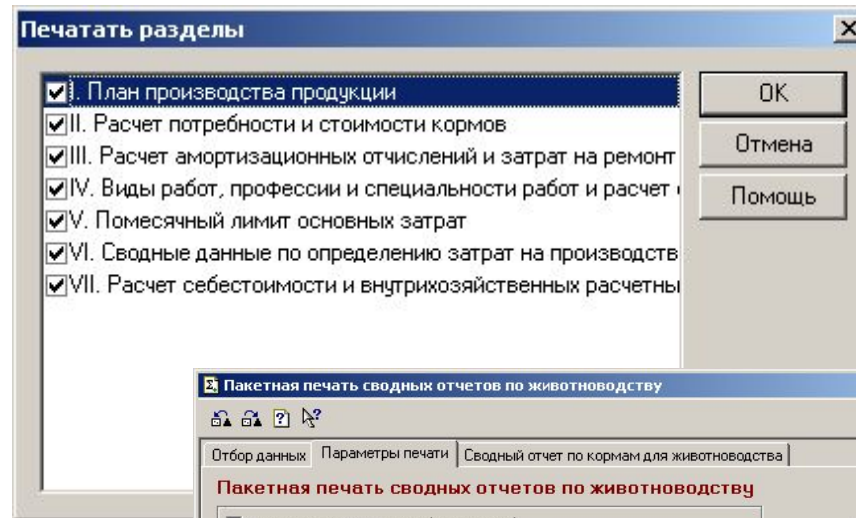 Печатать разделы
I. План производства продукции
II. Расчет потребности и стоимости кормов
III. Расчет амортизационных отчислений и затрат на ремонт
IV. Виды работ, профессии и специальности работ и расчет
V. Помесячный лимит основных затрат
VI. Сводные данные по определению затрат на производств
VII. Расчет себестоимости и внутрихозяйственных расчетны
OK
Отмена
Помощь
Пакетная печать сводных отчетов по животноводству
Отбор данных Параметры печати Сводный отчет по кормам для животноводства
Пакетная печать сводных отчетов по животноводству